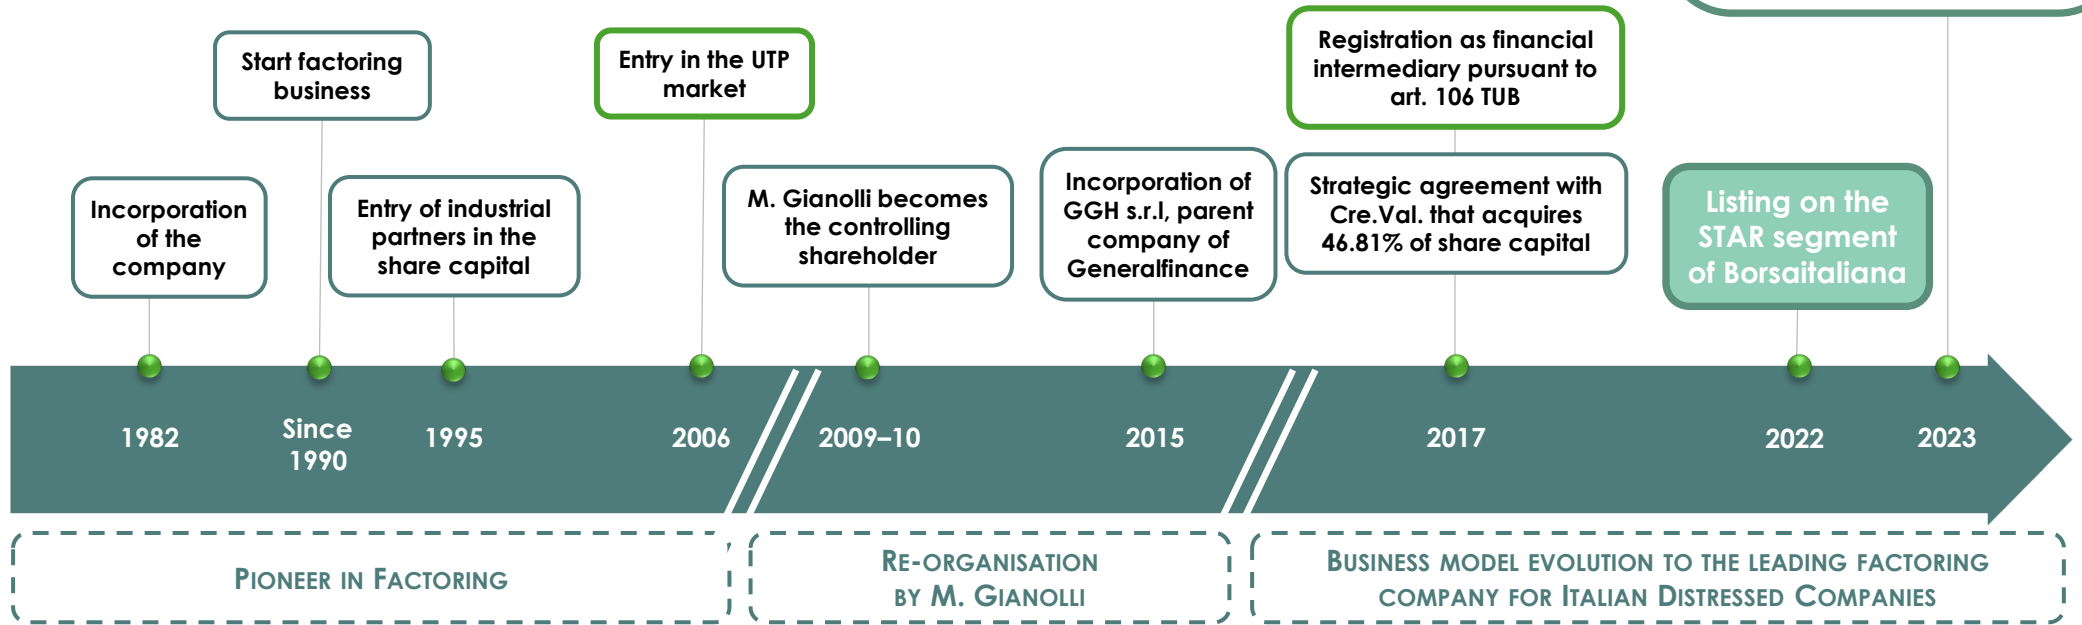 Start factoring
business
Entry in the UTP
market
Registration as financial
intermediary pursuant to
art. 106 TUB
Incorporation
of the
company
Entry of industrial
partners in the
share capital
M. Gianolli becomes
the controlling
shareholder
Incorporation of
GGH s.r.l, parent
company of
Generalfinance
Strategic agreement with
Cre.Val. that acquires
46.81% of share capital
Listing on the
STAR segment
of Borsaitaliana
1982
Since
1990
1995
2006
2009–10
2015
2017
2022
2023
Pioneer in Factoring
Re-organisation
by M. Gianolli
Business model evolution to the leading factoring
company for Italian Distressed Companies